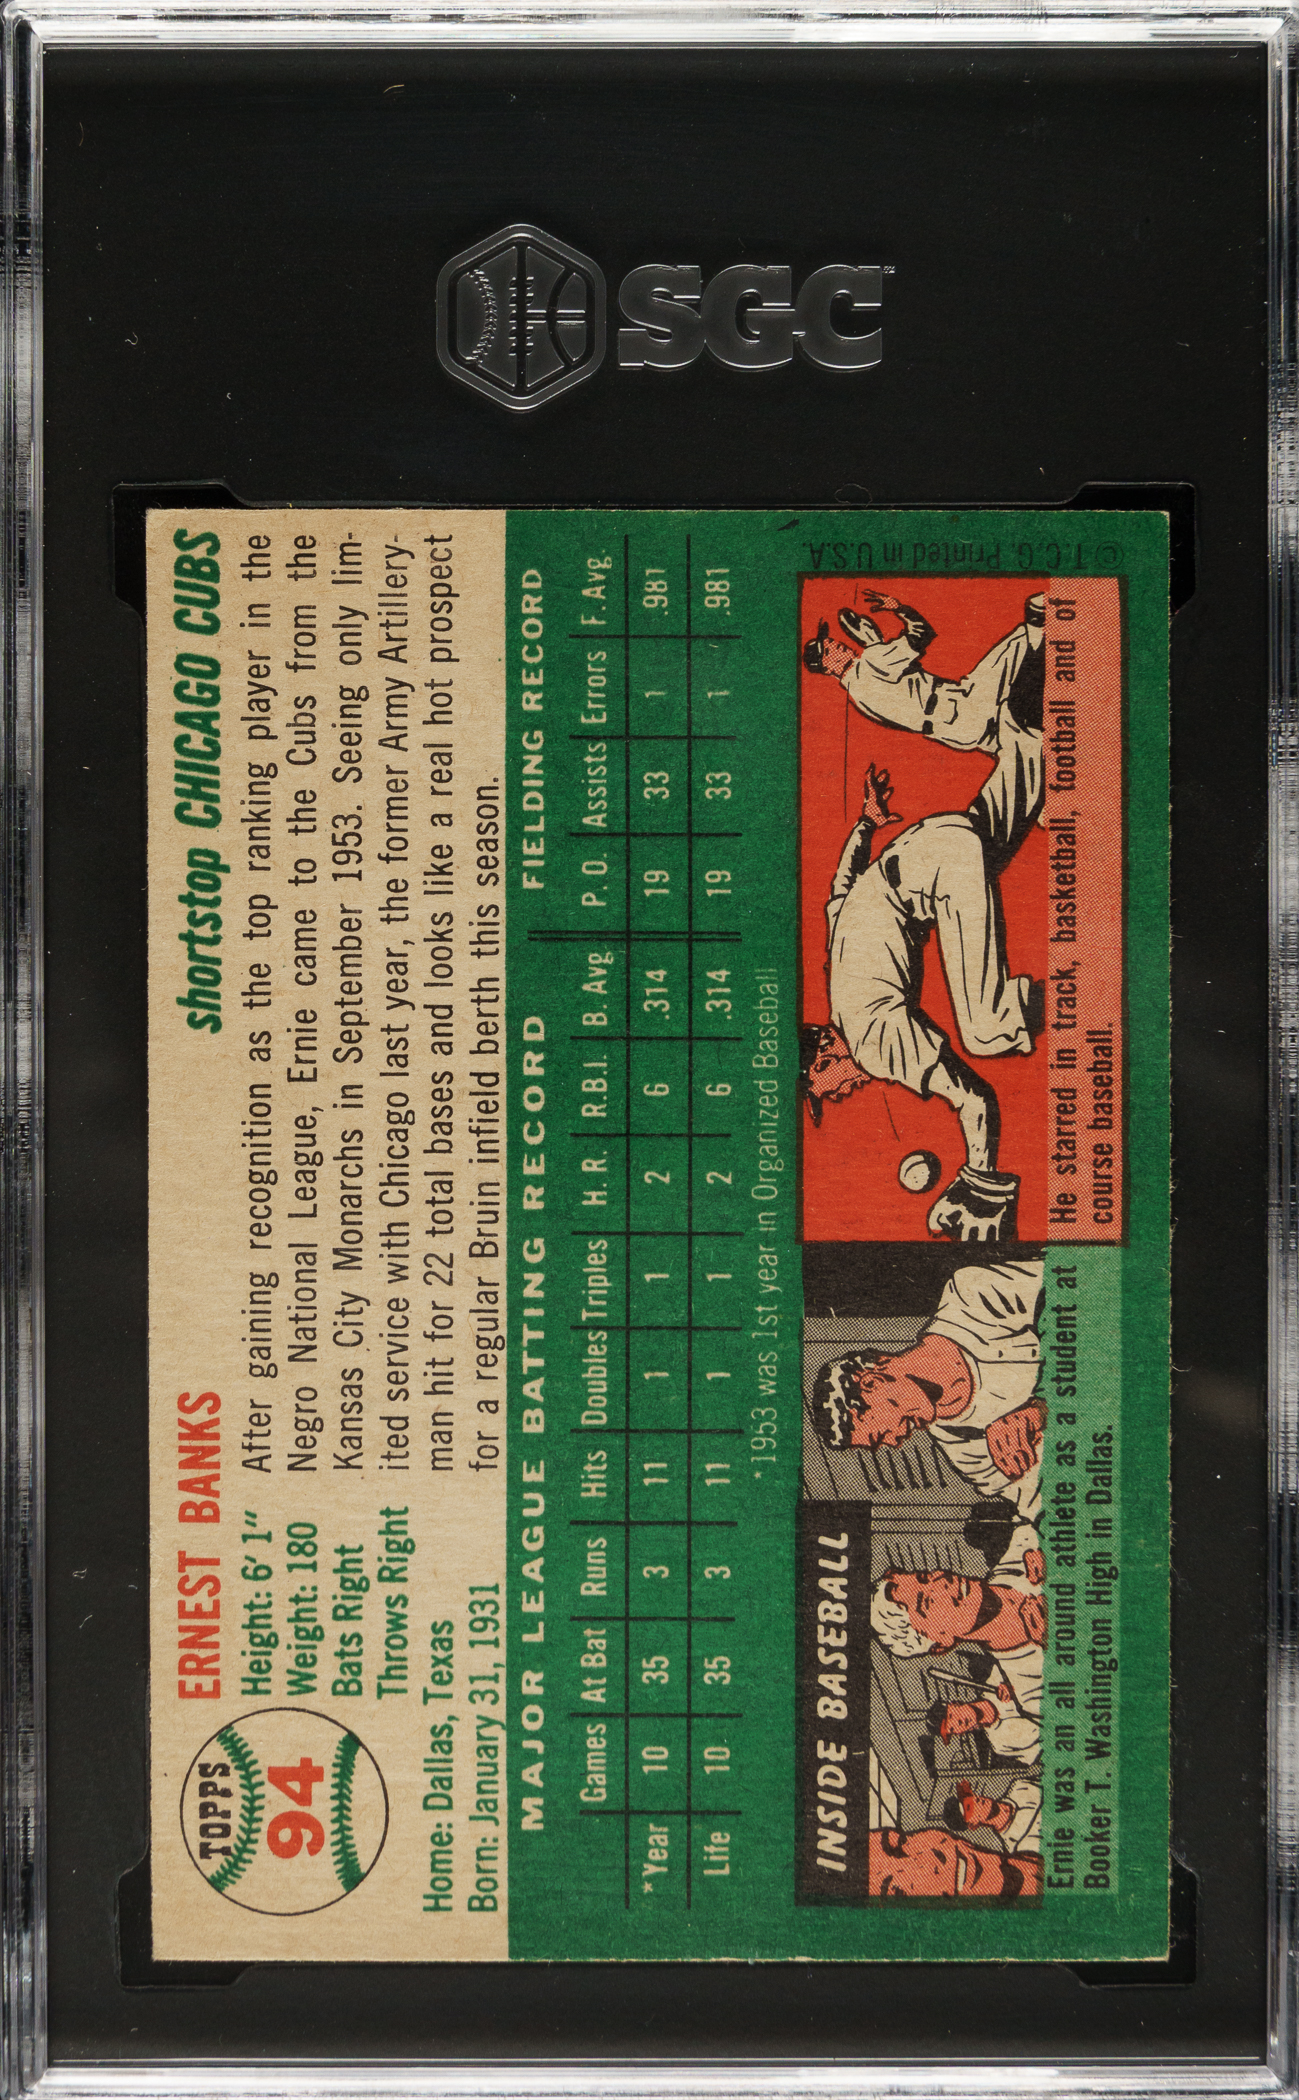 SGC
TOPPS
94
ERNEST BANKS
shortstop CHICAGO CUBS
Height: 6' 1"
Weight: 180
Bats Right
Throws Right
Home: Dallas, Texas
Born: January 31, 1931
After gaining recognition as the top ranking player in the
Negro National League, Ernie came to the Cubs from the
Kansas City Monarchs in September 1953. Seeing only lim-
ited service with Chicago last year, the former Army Artillery-
man hit for 22 total bases and looks like a real hot prospect
for a regular Bruin infield berth this season.
MAJOR LEAGUE BATTING RECORD FIELDING RECORD
Games At Bat Runs Hits Doubles Triples H. R. R.B.I. B. Avg. P. O. Assists Errors F. Avg.
*Year 10 35 3 11 1 1 2 6 .314 19 33 1 .981
Life 10 35 3 11 1 1 2 6 .314 19 33 1 .981
*1953 was 1st year in Organized Baseball
INSIDE BASEBALL
Ernie was an all around athlete as a student at
Booker T. Washington High in Dallas.
He starred in track, basketball, football and of
course baseball.
© T. C. G. Printed in U.S.A.